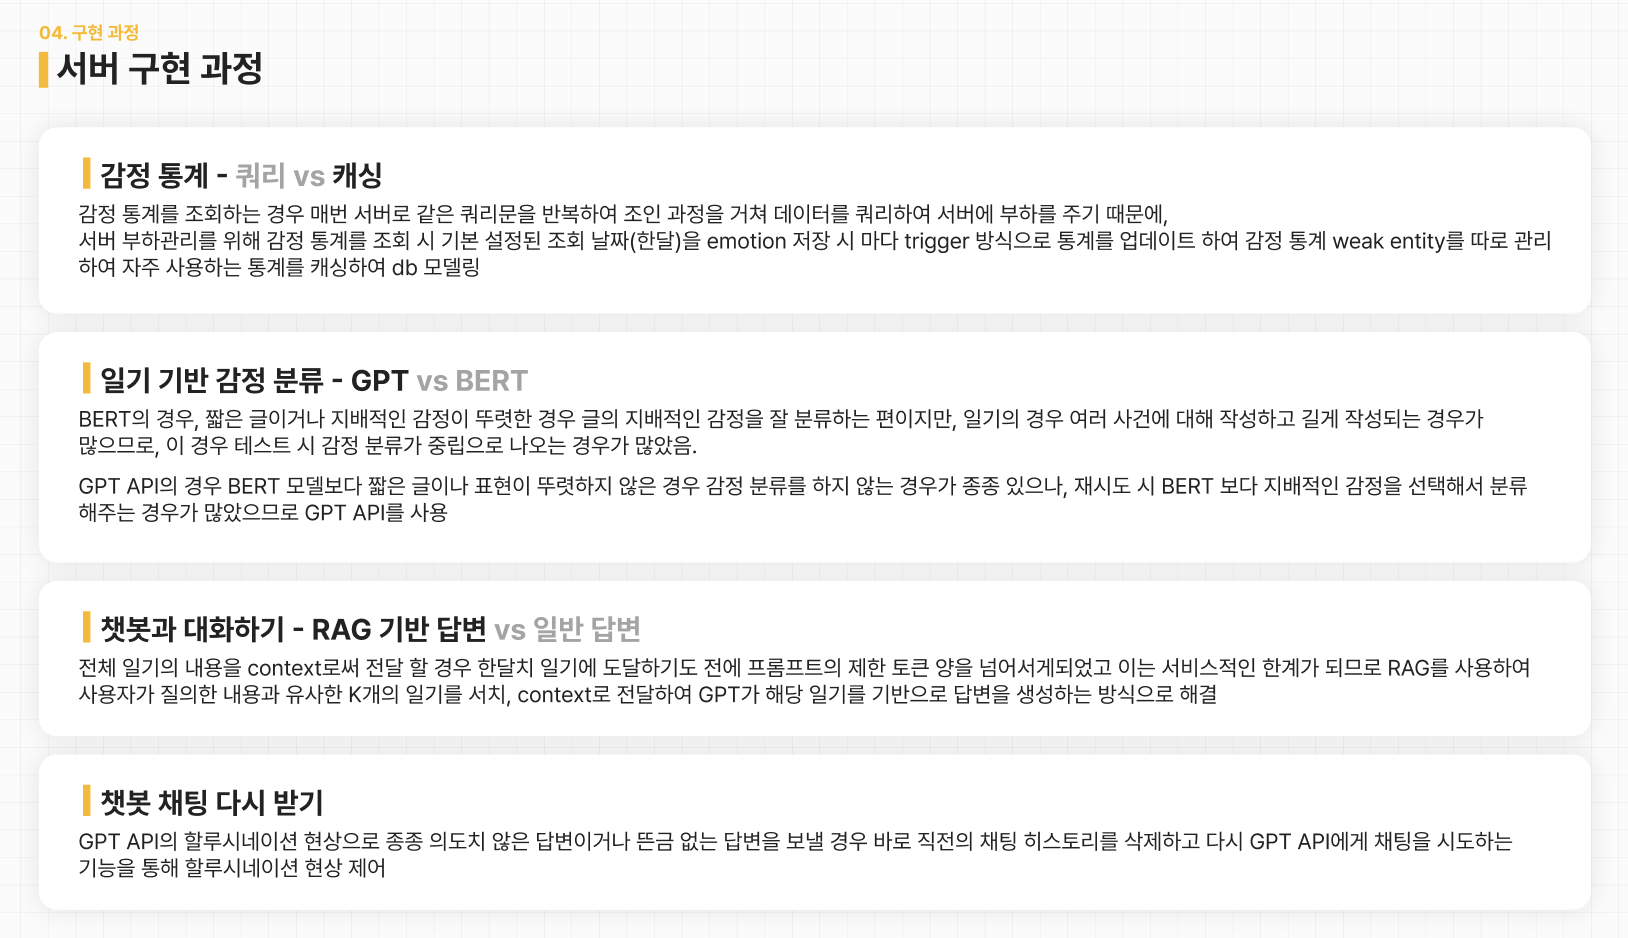 04. 구현 과정
서버 구현 과정
감정 통계 - 쿼리 vs 캐싱
감정 통계를 조회하는 경우 매번 서버로 같은 쿼리문을 반복하여 조인 과정을 거쳐 데이터를 쿼리하여 서버에 부하를 주기 때문에,
서버 부하관리를 위해 감정 통계를 조회 시 기본 설정된 조회 날짜(한달)을 emotion 저장 시 마다 trigger 방식으로 통계를 업데이트 하여 감정 통계 weak entity를 따로 관리
하여 자주 사용하는 통계를 캐싱하여 db 모델링
일기 기반 감정 분류 - GPT vs BERT
BERT의 경우, 짧은 글이거나 지배적인 감정이 뚜렷한 경우 글의 지배적인 감정을 잘 분류하는 편이지만, 일기의 경우 여러 사건에 대해 작성하고 길게 작성되는 경우가
많으므로, 이 경우 테스트 시 감정 분류가 중립으로 나오는 경우가 많았음.
GPT API의 경우 BERT 모델보다 짧은 글이나 표현이 뚜렷하지 않은 경우 감정 분류를 하지 않는 경우가 종종 있으나, 재시도 시 BERT 보다 지배적인 감정을 선택해서 분류
해주는 경우가 많았으므로 GPT API를 사용
챗봇과 대화하기 - RAG 기반 답변 vs 일반 답변
전체 일기의 내용을 context로써 전달 할 경우 한달치 일기에 도달하기도 전에 프롬프트의 제한 토큰 양을 넘어서게되었고 이는 서비스적인 한계가 되므로 RAG를 사용하여
사용자가 질의한 내용과 유사한 K개의 일기를 서치, context로 전달하여 GPT가 해당 일기를 기반으로 답변을 생성하는 방식으로 해결
챗봇 채팅 다시 받기
GPT API의 할루시네이션 현상으로 종종 의도치 않은 답변이거나 뜬금 없는 답변을 보낼 경우 바로 직전의 채팅 히스토리를 삭제하고 다시 GPT API에게 채팅을 시도하는
기능을 통해 할루시네이션 현상 제어